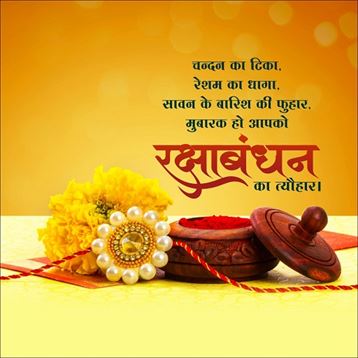 चन्दन का टिका,
रेशम का धागा,
सावन के बारिश की फुहार,
मुबारक हो आपको
रक्षाबंधन
का त्यौहार।